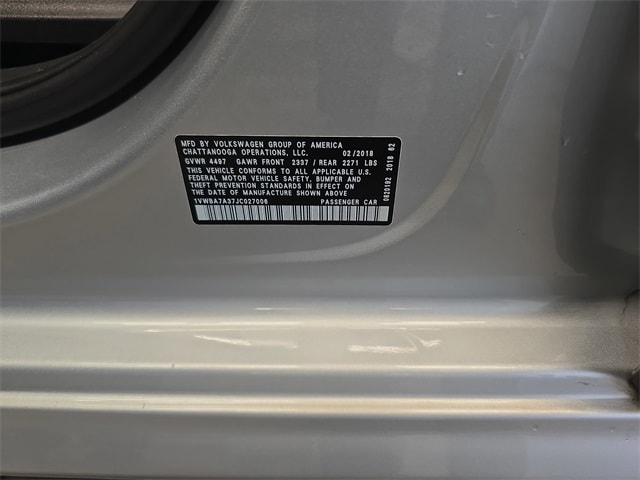 MFD BY VOLKSWAGEN GROUP OF AMERICA
CHATTANOOGA OPERATIONS, LLC. 02/2018
GVWR 4497 GAWR FRONT 2337 / REAR 2271 LBS
THIS VEHICLE CONFORMS TO ALL APPLICABLE U.S.
FEDERAL MOTOR VEHICLE SAFETY, BUMPER AND
THEFT PREVENTION STANDARDS IN EFFECT ON
THE DATE OF MANUFACTURE SHOWN ABOVE
1VWBA7A37JC027006 PASSENGER CAR
0820192 2018 62